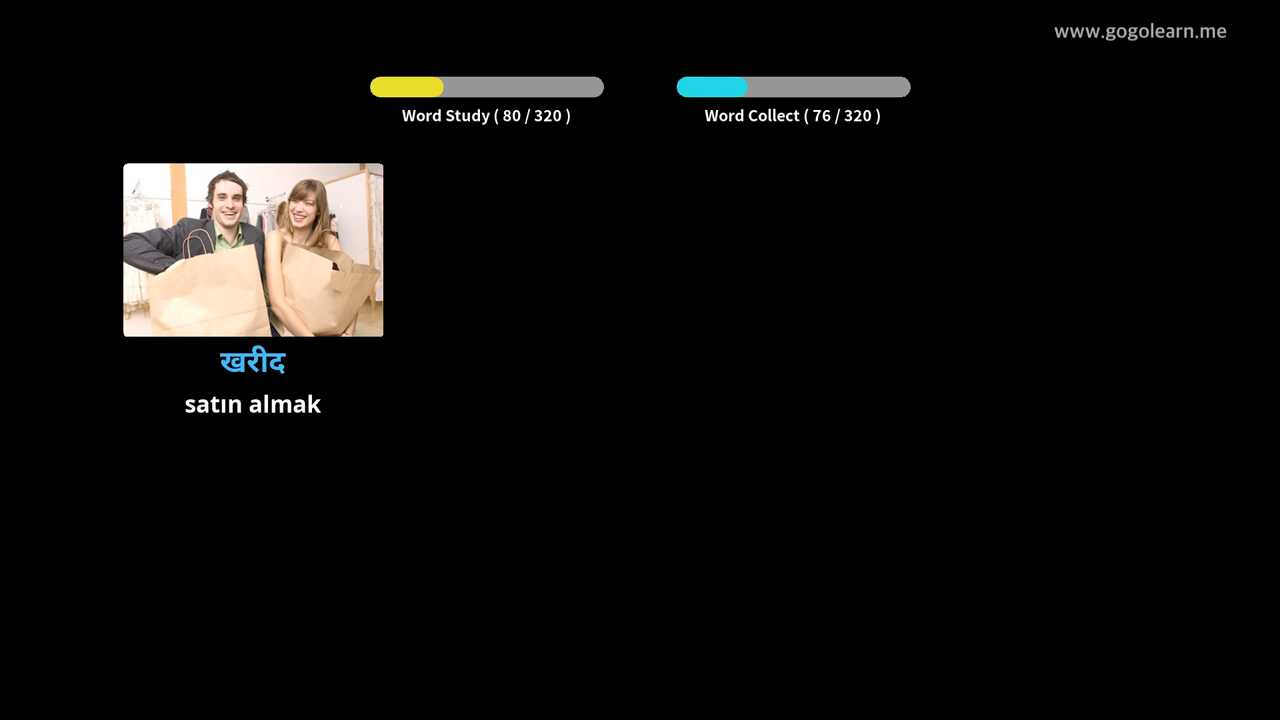 www.gogolearn.me
Word Study ( 80 / 320 )
Word Collect ( 76 / 320 )
खरीद
satın almak